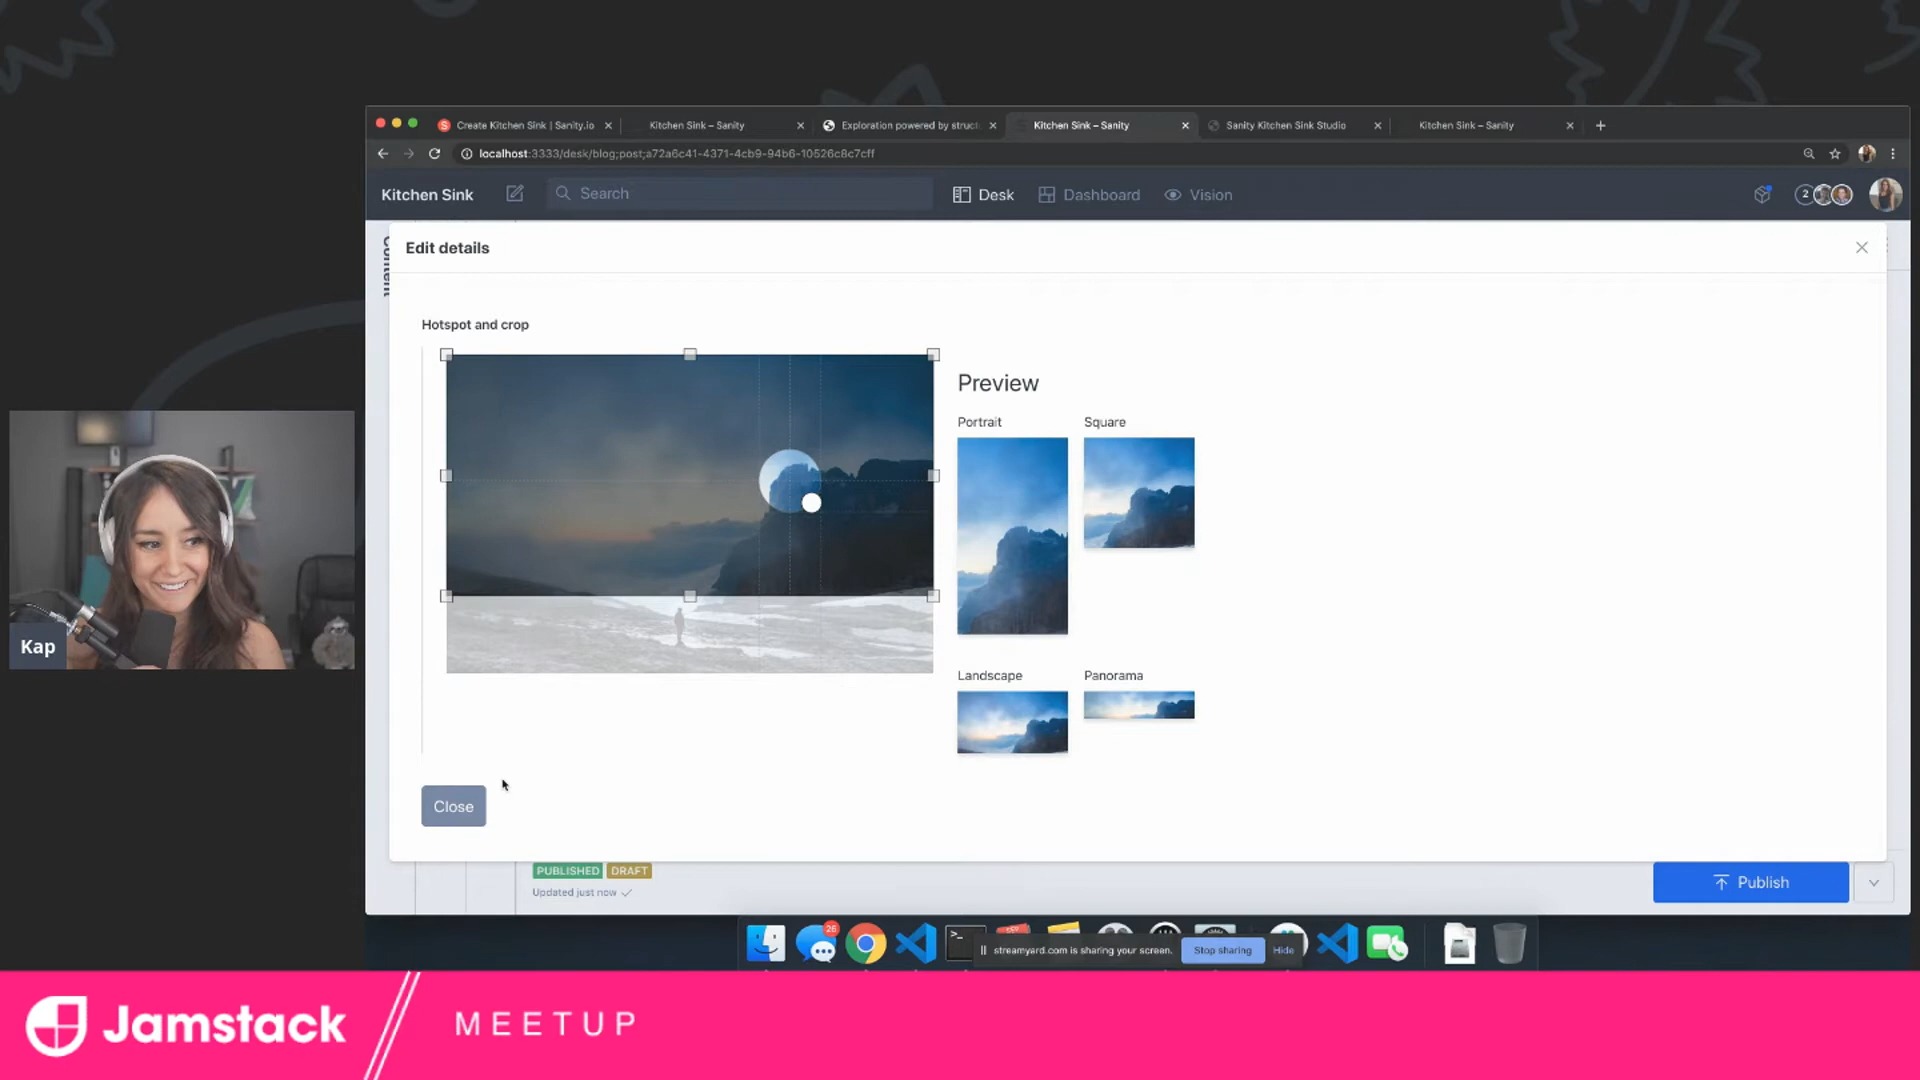 Create Kitchen Sink | Sanity.io
Kitchen Sink – Sanity
Exploration powered by struct
Kitchen Sink – Sanity
Sanity Kitchen Sink Studio
Kitchen Sink – Sanity
localhost:3333/desk/blog;post;a72a6c41-4371-4cb9-94b6-10526c8c7cff
Kitchen Sink
Search
Desk
Dashboard
Vision
2
Content
Edit details
Hotspot and crop
Preview
Portrait
Square
Landscape
Panorama
Close
Kap
PUBLISHED
DRAFT
Updated just now
Publish
26
streamyard.com is sharing your screen.
Stop sharing
Hide
Jamstack
MEETUP